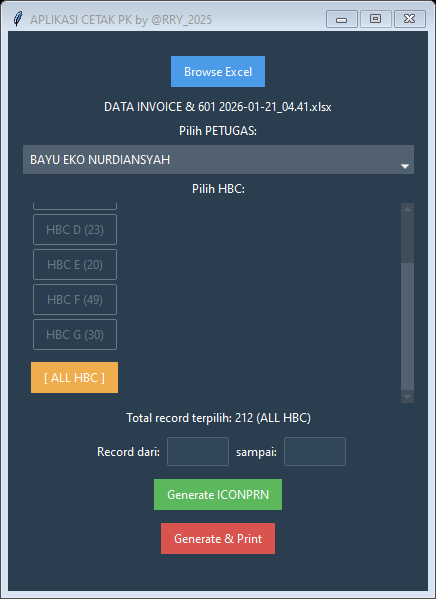 APLIKASI CETAK PK by @RRY_2025
Browse Excel
DATA INVOICE & 601 2026-01-21_04.41.xlsx
Pilih PETUGAS:
BAYU EKO NURDIANSYAH
Pilih HBC:
HBC D (23)
HBC E (20)
HBC F (49)
HBC G (30)
[ ALL HBC ]
Total record terpilih: 212 (ALL HBC)
Record dari: sampai:
Generate ICONPRN
Generate & Print